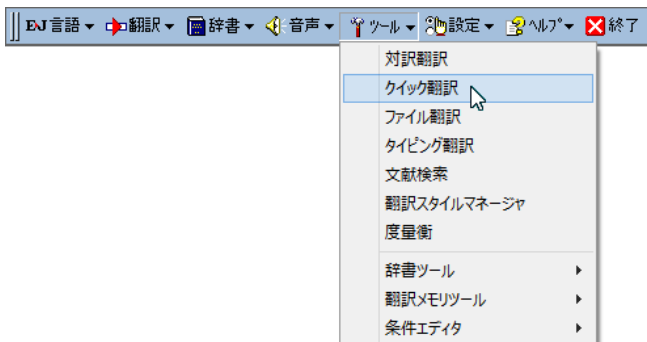 EJ言語 翻訳 辞書 音声 ツール 設定 ヘルプ 終了
対訳翻訳
クイック翻訳
ファイル翻訳
タイピング翻訳
文献検索
翻訳スタイルマネージャ
度量衡
辞書ツール
翻訳メモリツール
条件エディタ